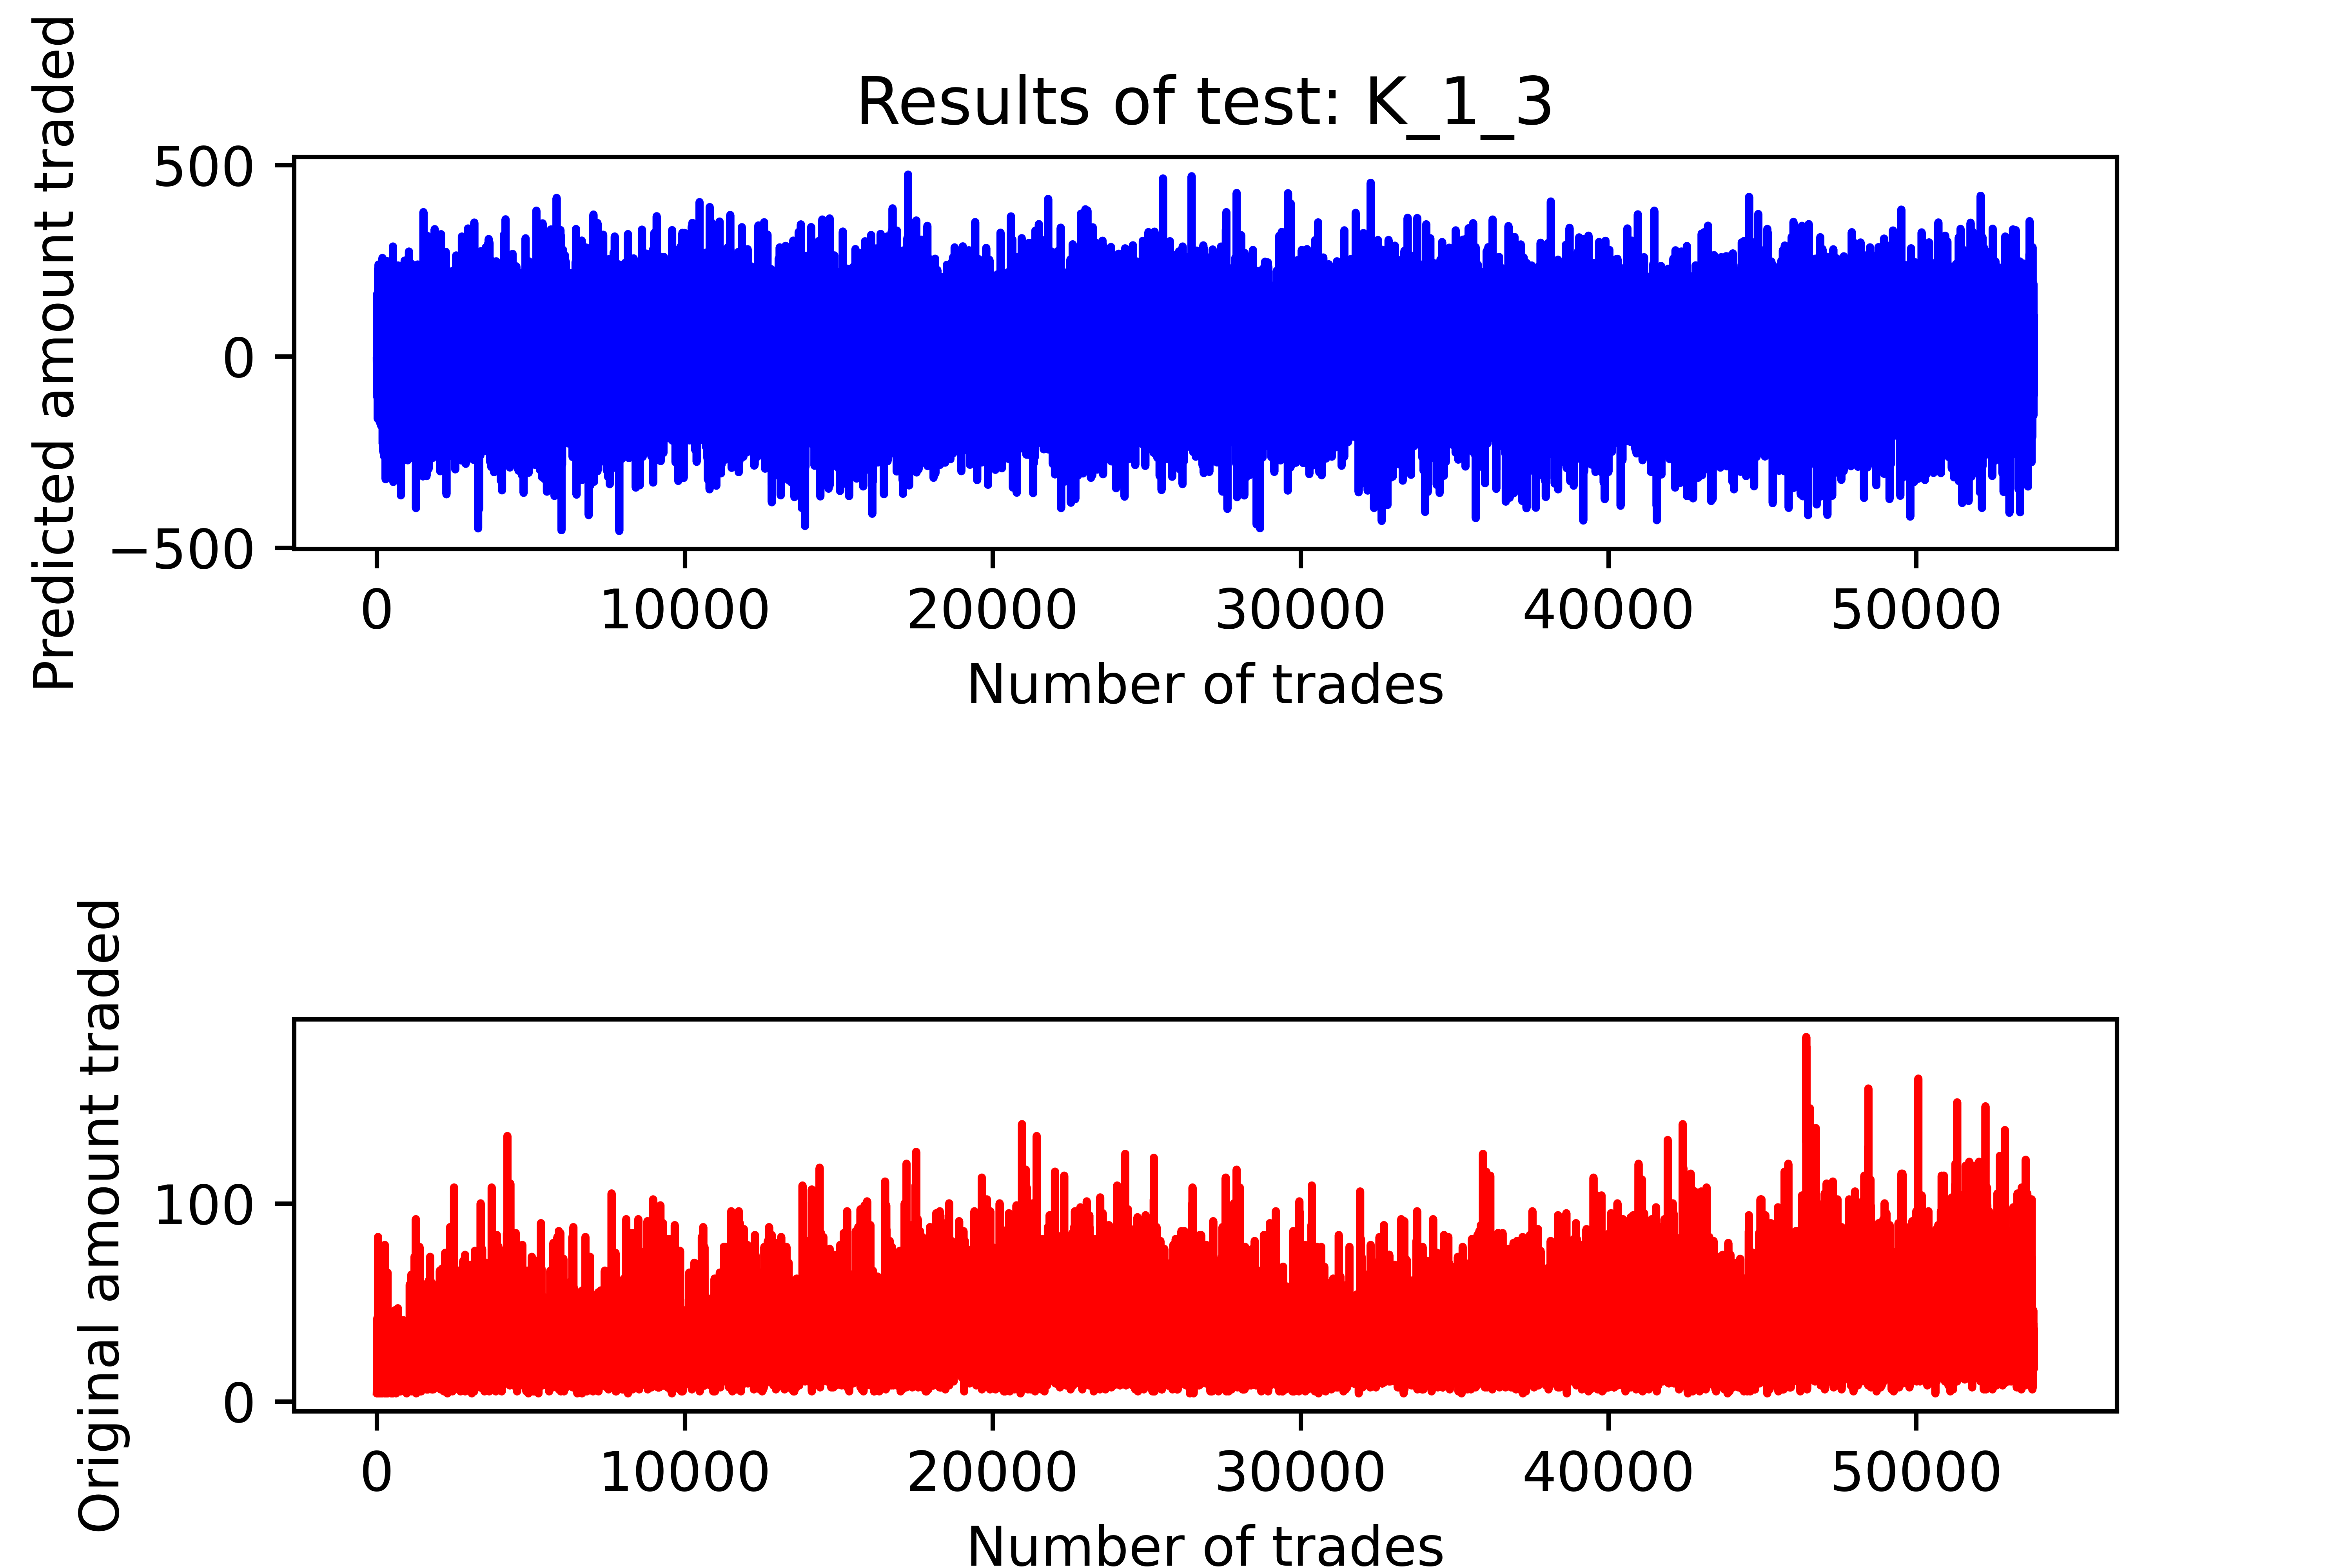 Results of test: K_1_3
Predicted amount traded
500
0
−500
0 10000 20000 30000 40000 50000
Number of trades
Original amount traded
100
0
0 10000 20000 30000 40000 50000
Number of trades